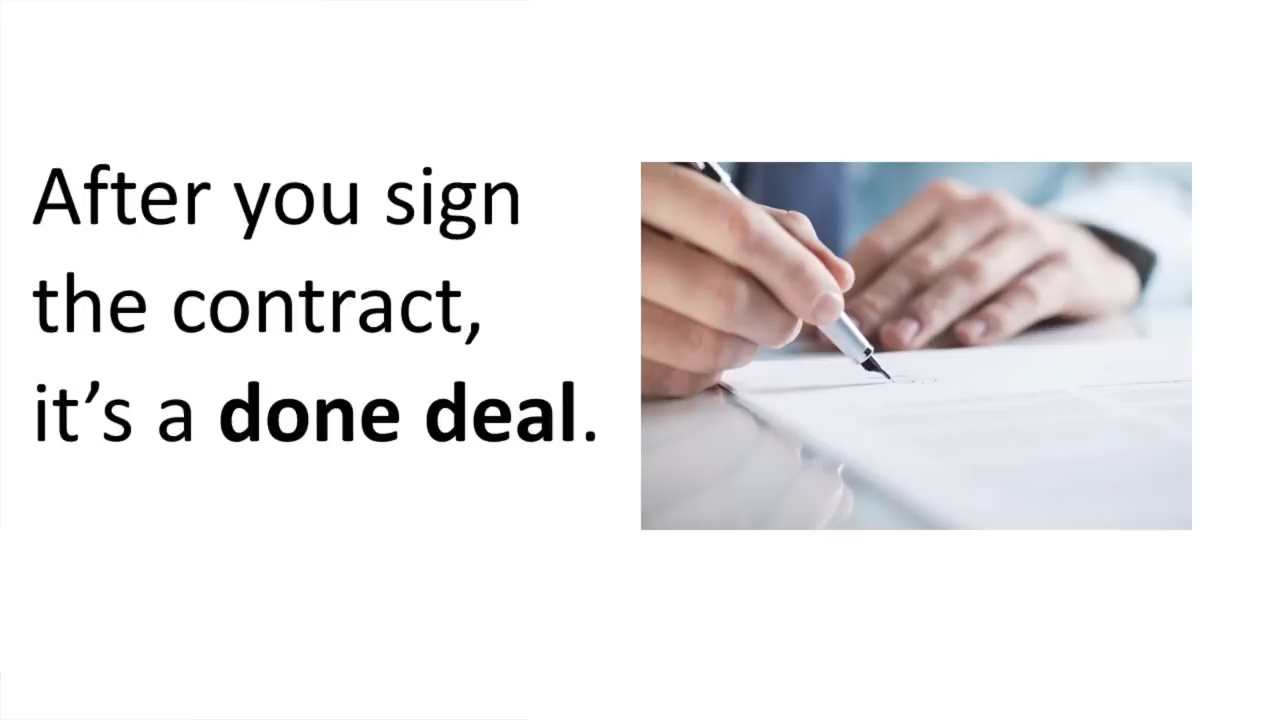 After you sign
the contract,
it’s a done deal.